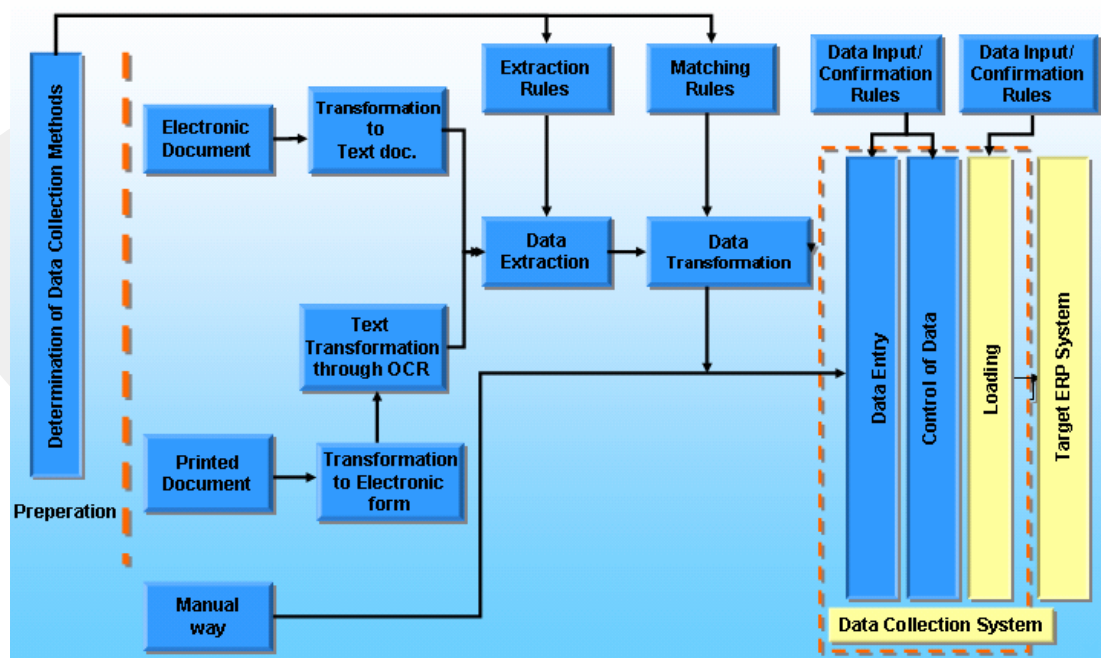 Determination of Data Collection Methods
Preperation
Electronic
Document
Transformation
to
Text doc.
Extraction
Rules
Matching
Rules
Data Input/
Confirmation
Rules
Data Input/
Confirmation
Rules
Data
Extraction
Data
Transformation
Text
Transformation
through OCR
Printed
Document
Transformation
to Electronic
form
Manual
way
Data Entry
Control of Data
Loading
Target ERP System
Data Collection System